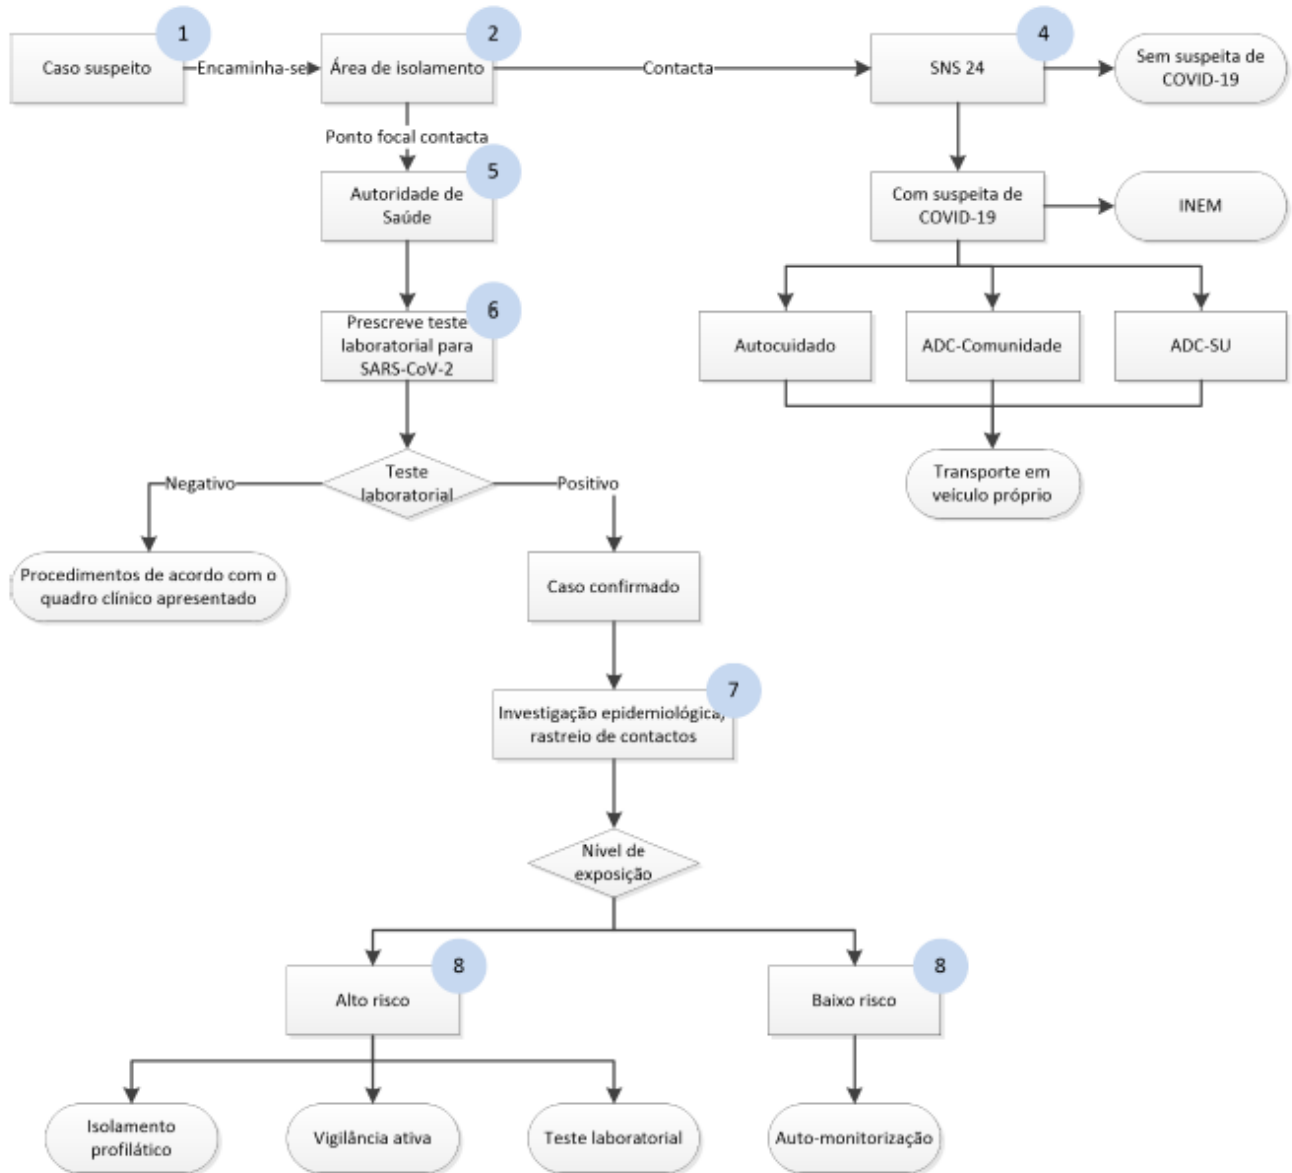 1
Caso suspeito
Encaminha-se
2
Área de isolamento
Contacta
4
SNS 24
Sem suspeita de
COVID-19
Ponto focal contacta
5
Autoridade de
Saúde
Com suspeita de
COVID-19
INEM
6
Prescreve teste
laboratorial para
SARS-CoV-2
Autocuidado
ADC-Comunidade
ADC-SU
Teste
laboratorial
Negativo
Positivo
Transporte em
veículo próprio
Procedimentos de acordo com o
quadro clínico apresentado
Caso confirmado
7
Investigação epidemiológica,
rastreio de contactos
Nível de
exposição
8
Alto risco
8
Baixo risco
Isolamento
profilático
Vigilância ativa
Teste laboratorial
Auto-monitorização